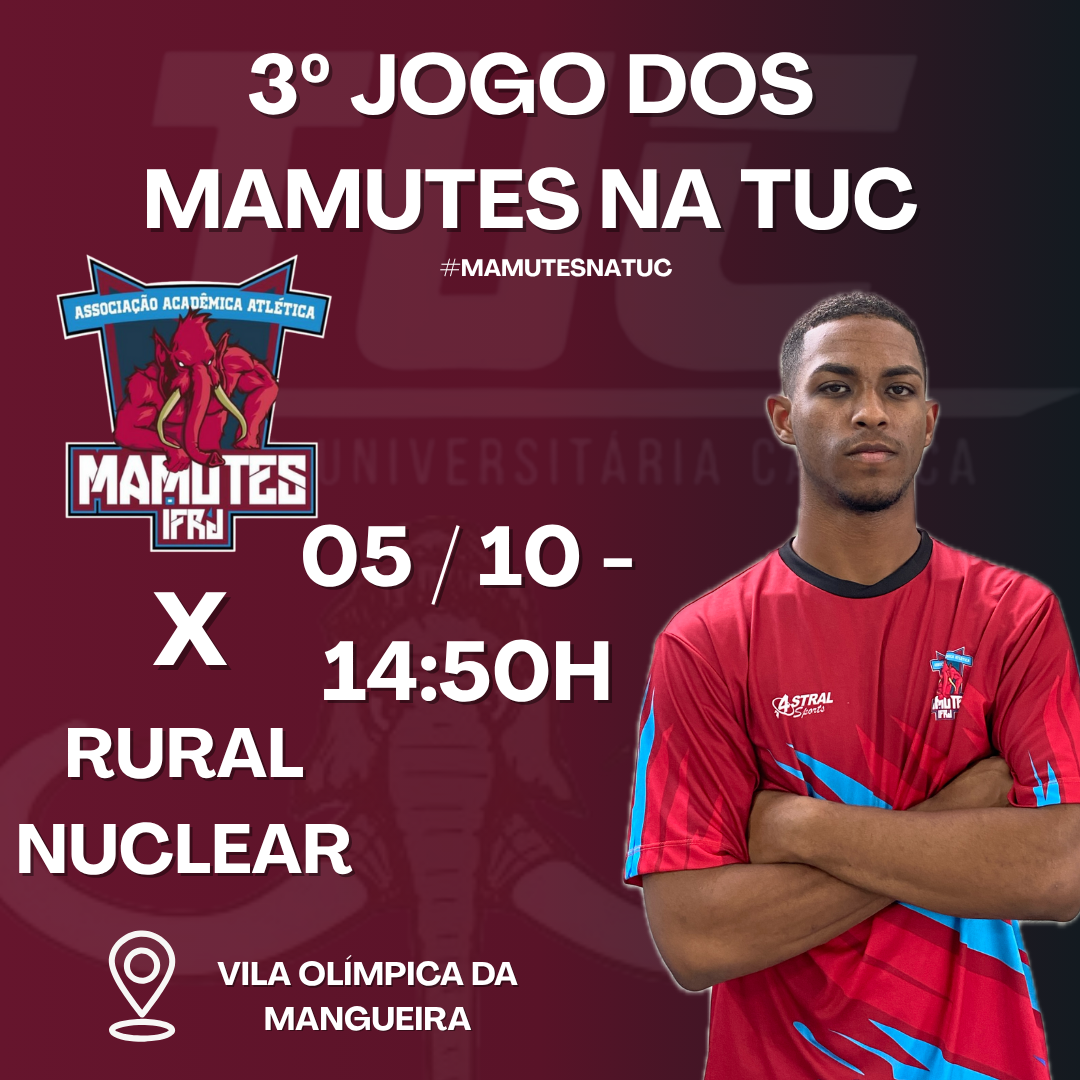 3º JOGO DOS
MAMUTES NA TUC
#MAMUTESNATUC
TUC
UNIVERSITÁRIA
ASSOCIAÇÃO ACADÊMICA ATLÉTICA
MAMUTES
IFRJ
05 / 10 -
14:50H
X
RURAL
NUCLEAR
ASTRAL
Sports
VILA OLÍMPICA DA
MANGUEIRA